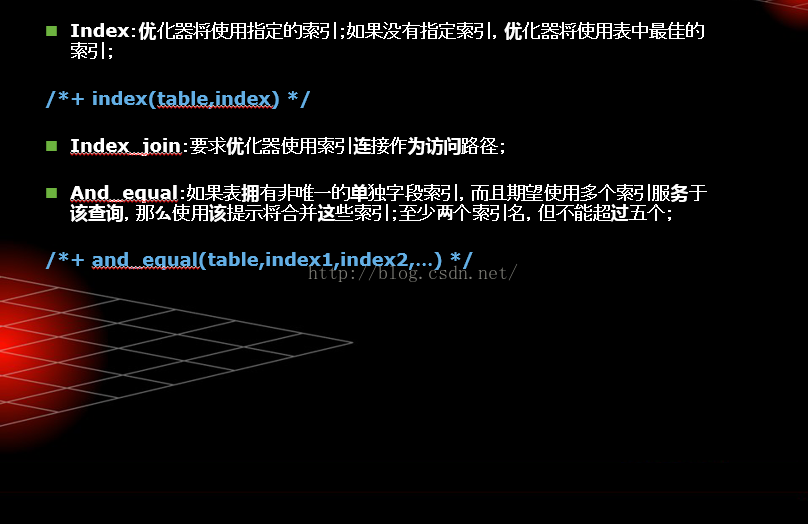 Index:优化器将使用指定的索引;如果没有指定索引,优化器将使用表中最佳的
索引;
/*+ index(table,index) */
Index_join:要求优化器使用索引连接作为访问路径;
And_equal:如果表拥有非唯一的单独字段索引,而且期望使用多个索引服务于
该查询,那么使用该提示将合并这些索引;至少两个索引名,但不能超过五个;
/*+ and_equal(table,index1,index2,...) */
http://blog.csdn.net/